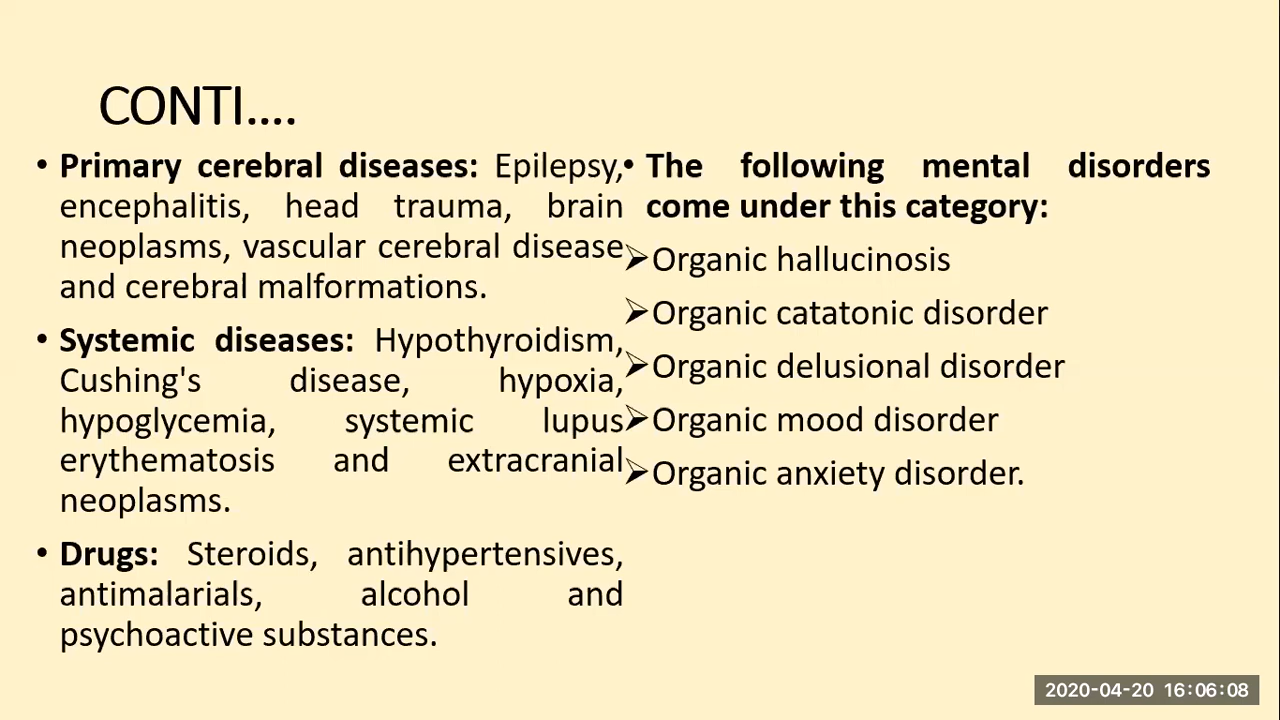 CONTI....
• Primary cerebral diseases: Epilepsy,
encephalitis, head trauma, brain
neoplasms, vascular cerebral disease
and cerebral malformations.
• Systemic diseases: Hypothyroidism,
Cushing's disease, hypoxia,
hypoglycemia, systemic lupus
erythematosis and extracranial
neoplasms.
• Drugs: Steroids, antihypertensives,
antimalarials, alcohol and
psychoactive substances.
• The following mental disorders
come under this category:
➢Organic hallucinosis
➢Organic catatonic disorder
➢Organic delusional disorder
➢Organic mood disorder
➢Organic anxiety disorder.
2020-04-20 16:06:08